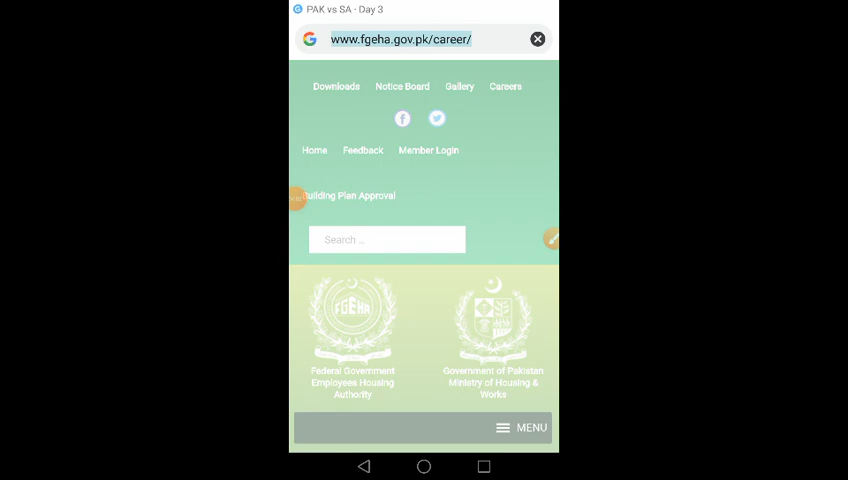 PAK vs SA · Day 3
www.fgeha.gov.pk/career/
Downloads Notice Board Gallery Careers
Home Feedback Member Login
Building Plan Approval
Search ...
FGEHA
Federal Government
Employees Housing
Authority
Government of Pakistan
Ministry of Housing &
Works
MENU